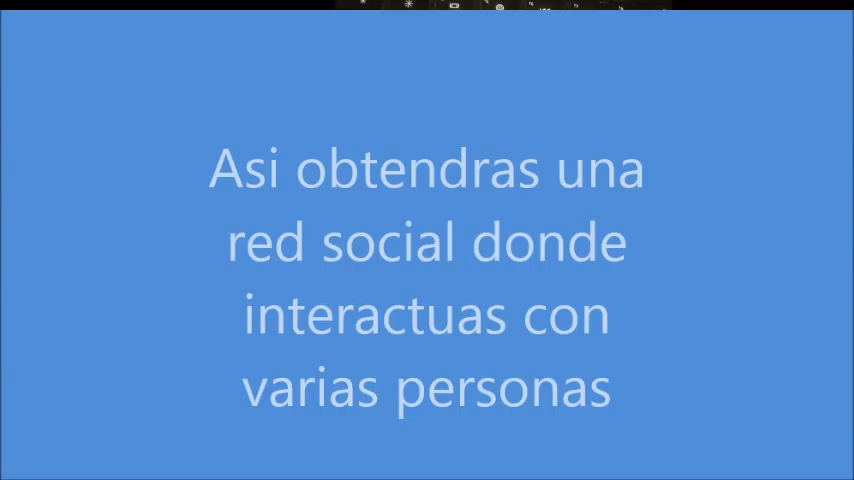 Asi obtendras una
red social donde
interactuas con
varias personas